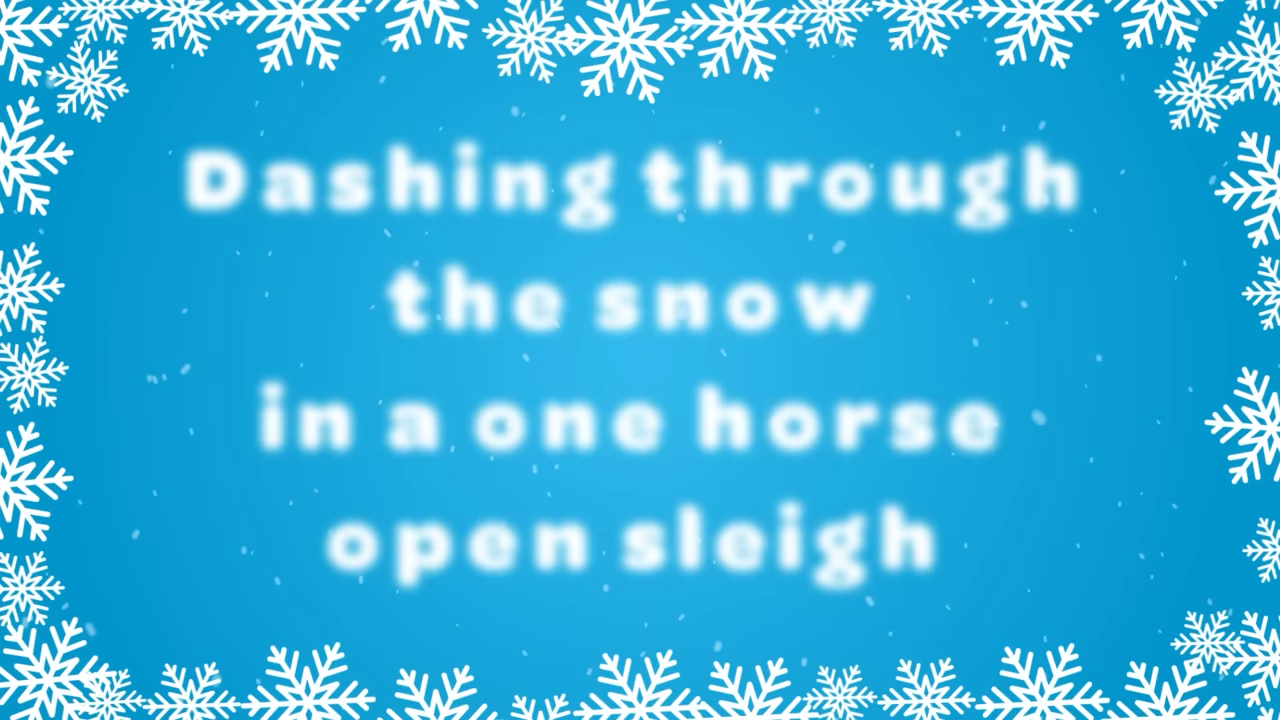 Dashing through
the snow
in a one horse
open sleigh